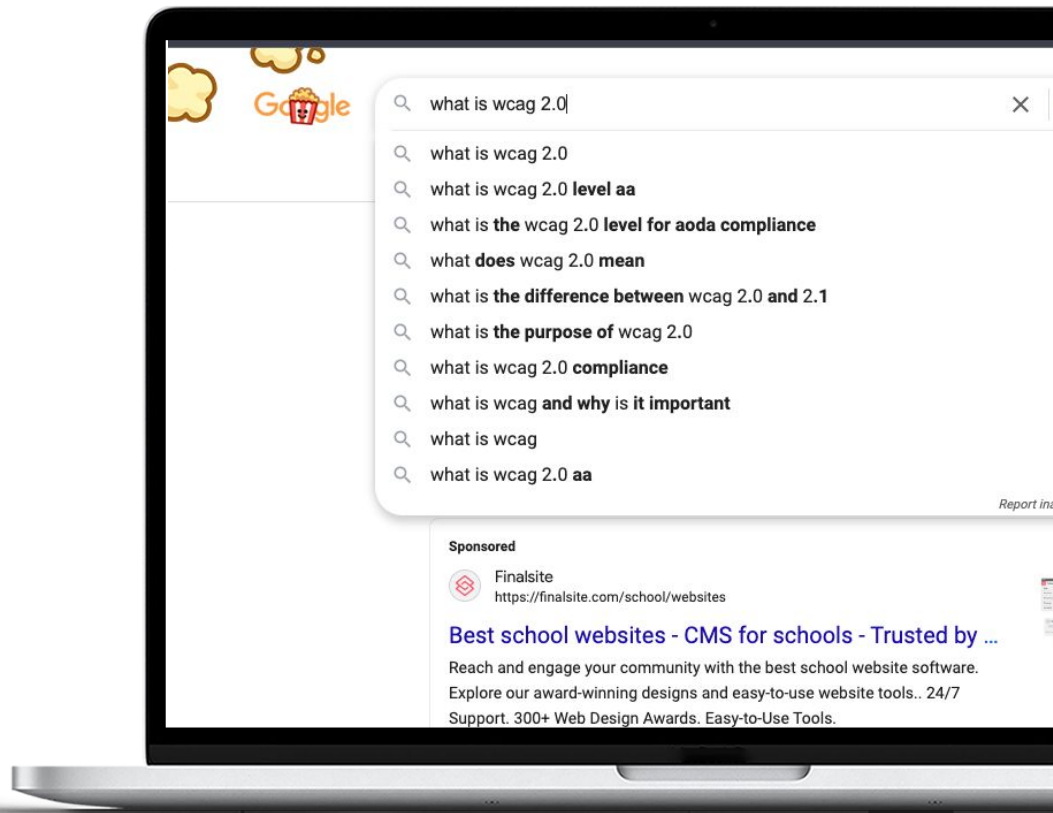 Google
what is wcag 2.0
what is wcag 2.0
what is wcag 2.0 level aa
what is the wcag 2.0 level for aoda compliance
what does wcag 2.0 mean
what is the difference between wcag 2.0 and 2.1
what is the purpose of wcag 2.0
what is wcag 2.0 compliance
what is wcag and why is it important
what is wcag
what is wcag 2.0 aa
Report
Sponsored
Finalsite
https://finalsite.com/school/websites
Best school websites - CMS for schools - Trusted by ...
Reach and engage your community with the best school website software.
Explore our award-winning designs and easy-to-use website tools.. 24/7
Support. 300+ Web Design Awards. Easy-to-Use Tools.